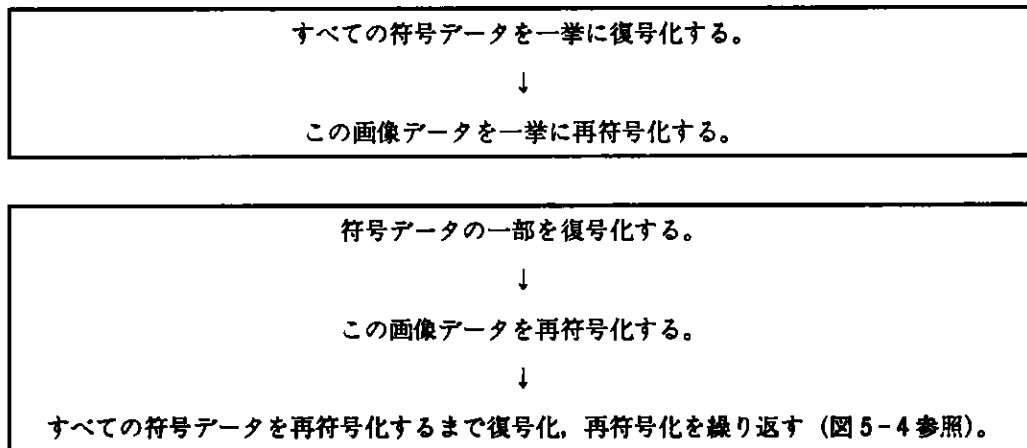 すべての符号データを一挙に復号化する。
↓
この画像データを一挙に再符号化する。
符号データの一部を復号化する。
↓
この画像データを再符号化する。
↓
すべての符号データを再符号化するまで復号化，再符号化を繰り返す（図5-4参照）。